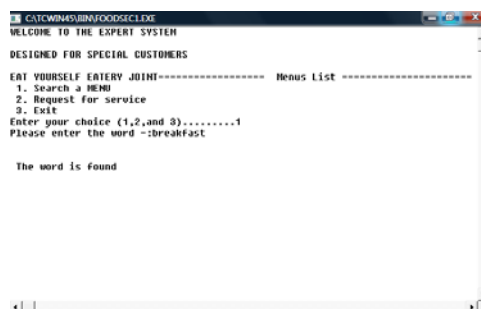 C:\TCWIN45\BIN\FOODSEC1.EXE
WELCOME TO THE EXPERT SYSTEM
DESIGNED FOR SPECIAL CUSTOMERS
EAT YOURSELF EATERY JOINT------------------ Menus List ----------------------
1. Search a MENU
2. Request for service
3. Exit
Enter your choice (1,2,and 3).........1
Please enter the word -:breakfast
The word is found